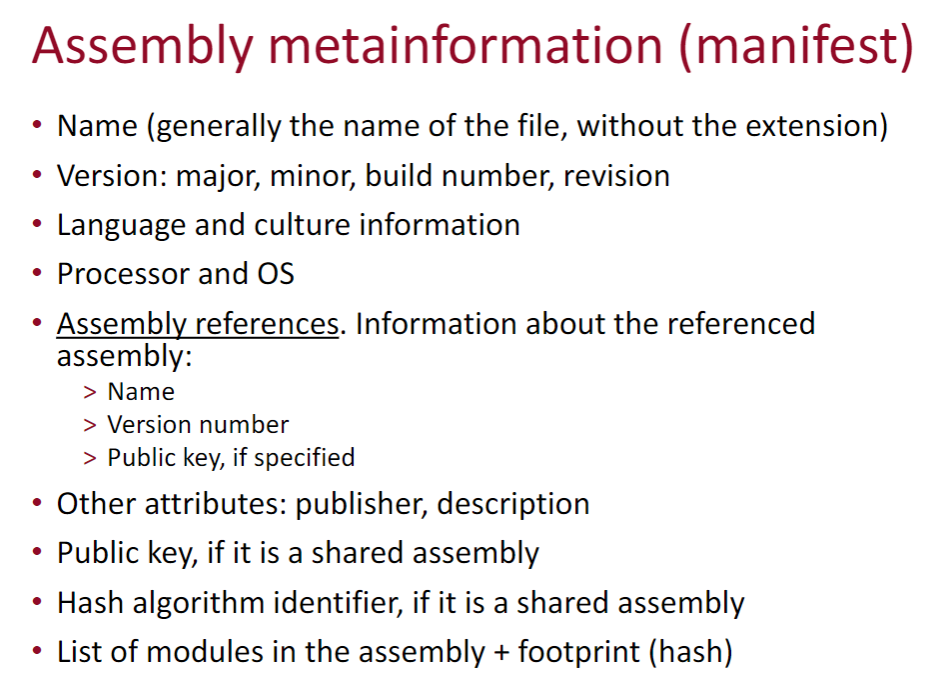 Assembly metainformation (manifest)
• Name (generally the name of the file, without the extension)
• Version: major, minor, build number, revision
• Language and culture information
• Processor and OS
• Assembly references. Information about the referenced
assembly:
> Name
> Version number
> Public key, if specified
• Other attributes: publisher, description
• Public key, if it is a shared assembly
• Hash algorithm identifier, if it is a shared assembly
• List of modules in the assembly + footprint (hash)